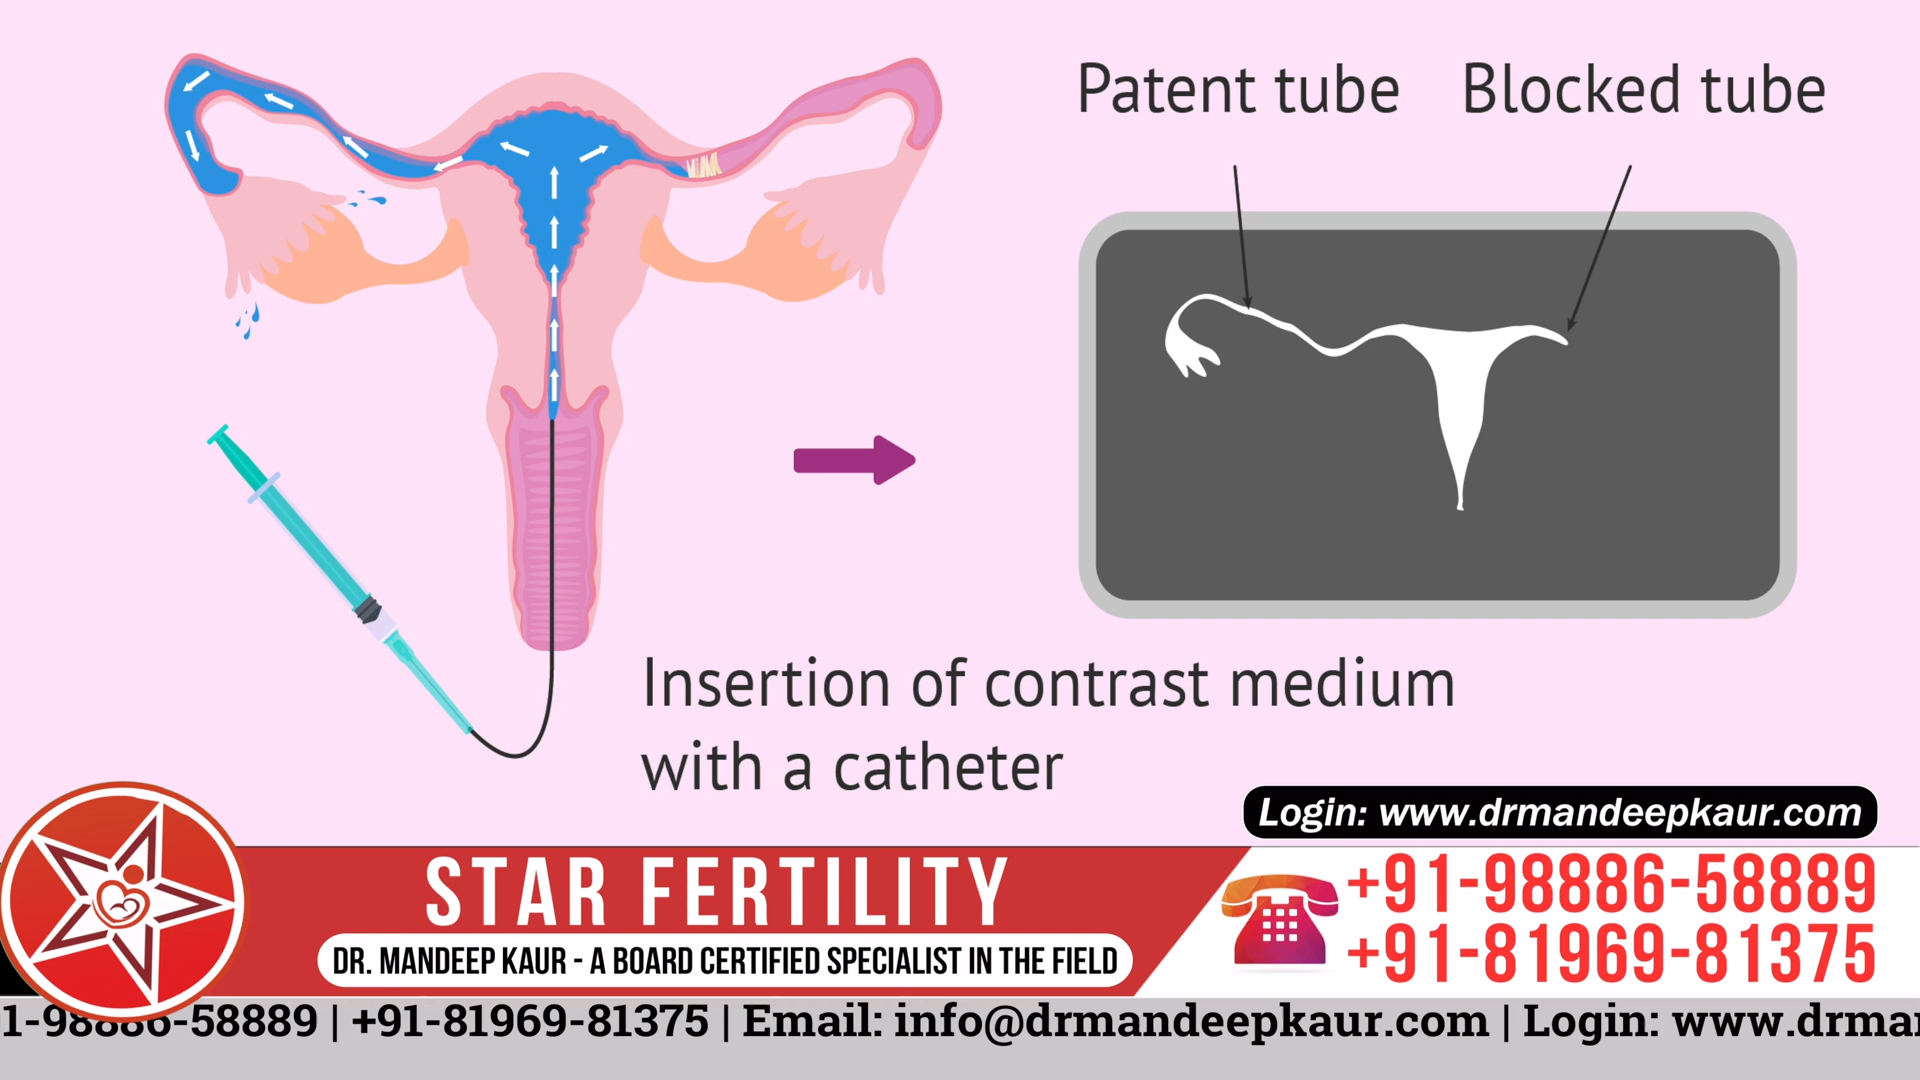 Patent tube
Blocked tube
Insertion of contrast medium
with a catheter
Login: www.drmandeepkaur.com
STAR FERTILITY
DR. MANDEEP KAUR - A BOARD CERTIFIED SPECIALIST IN THE FIELD
+91-98886-58889
+91-81969-81375
1-98886-58889 | +91-81969-81375 | Email: info@drmandeepkaur.com | Login: www.drma